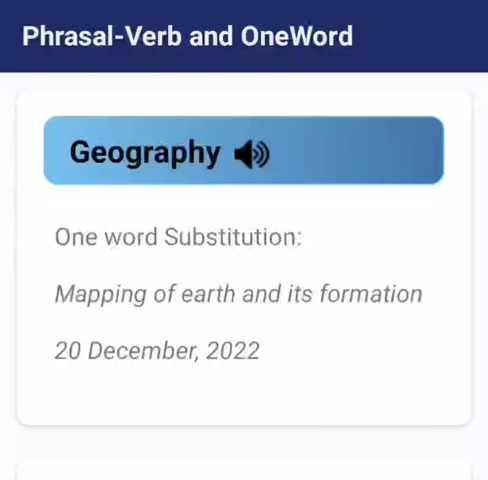 Phrasal-Verb and OneWord
Geography
One word Substitution:
Mapping of earth and its formation
20 December, 2022